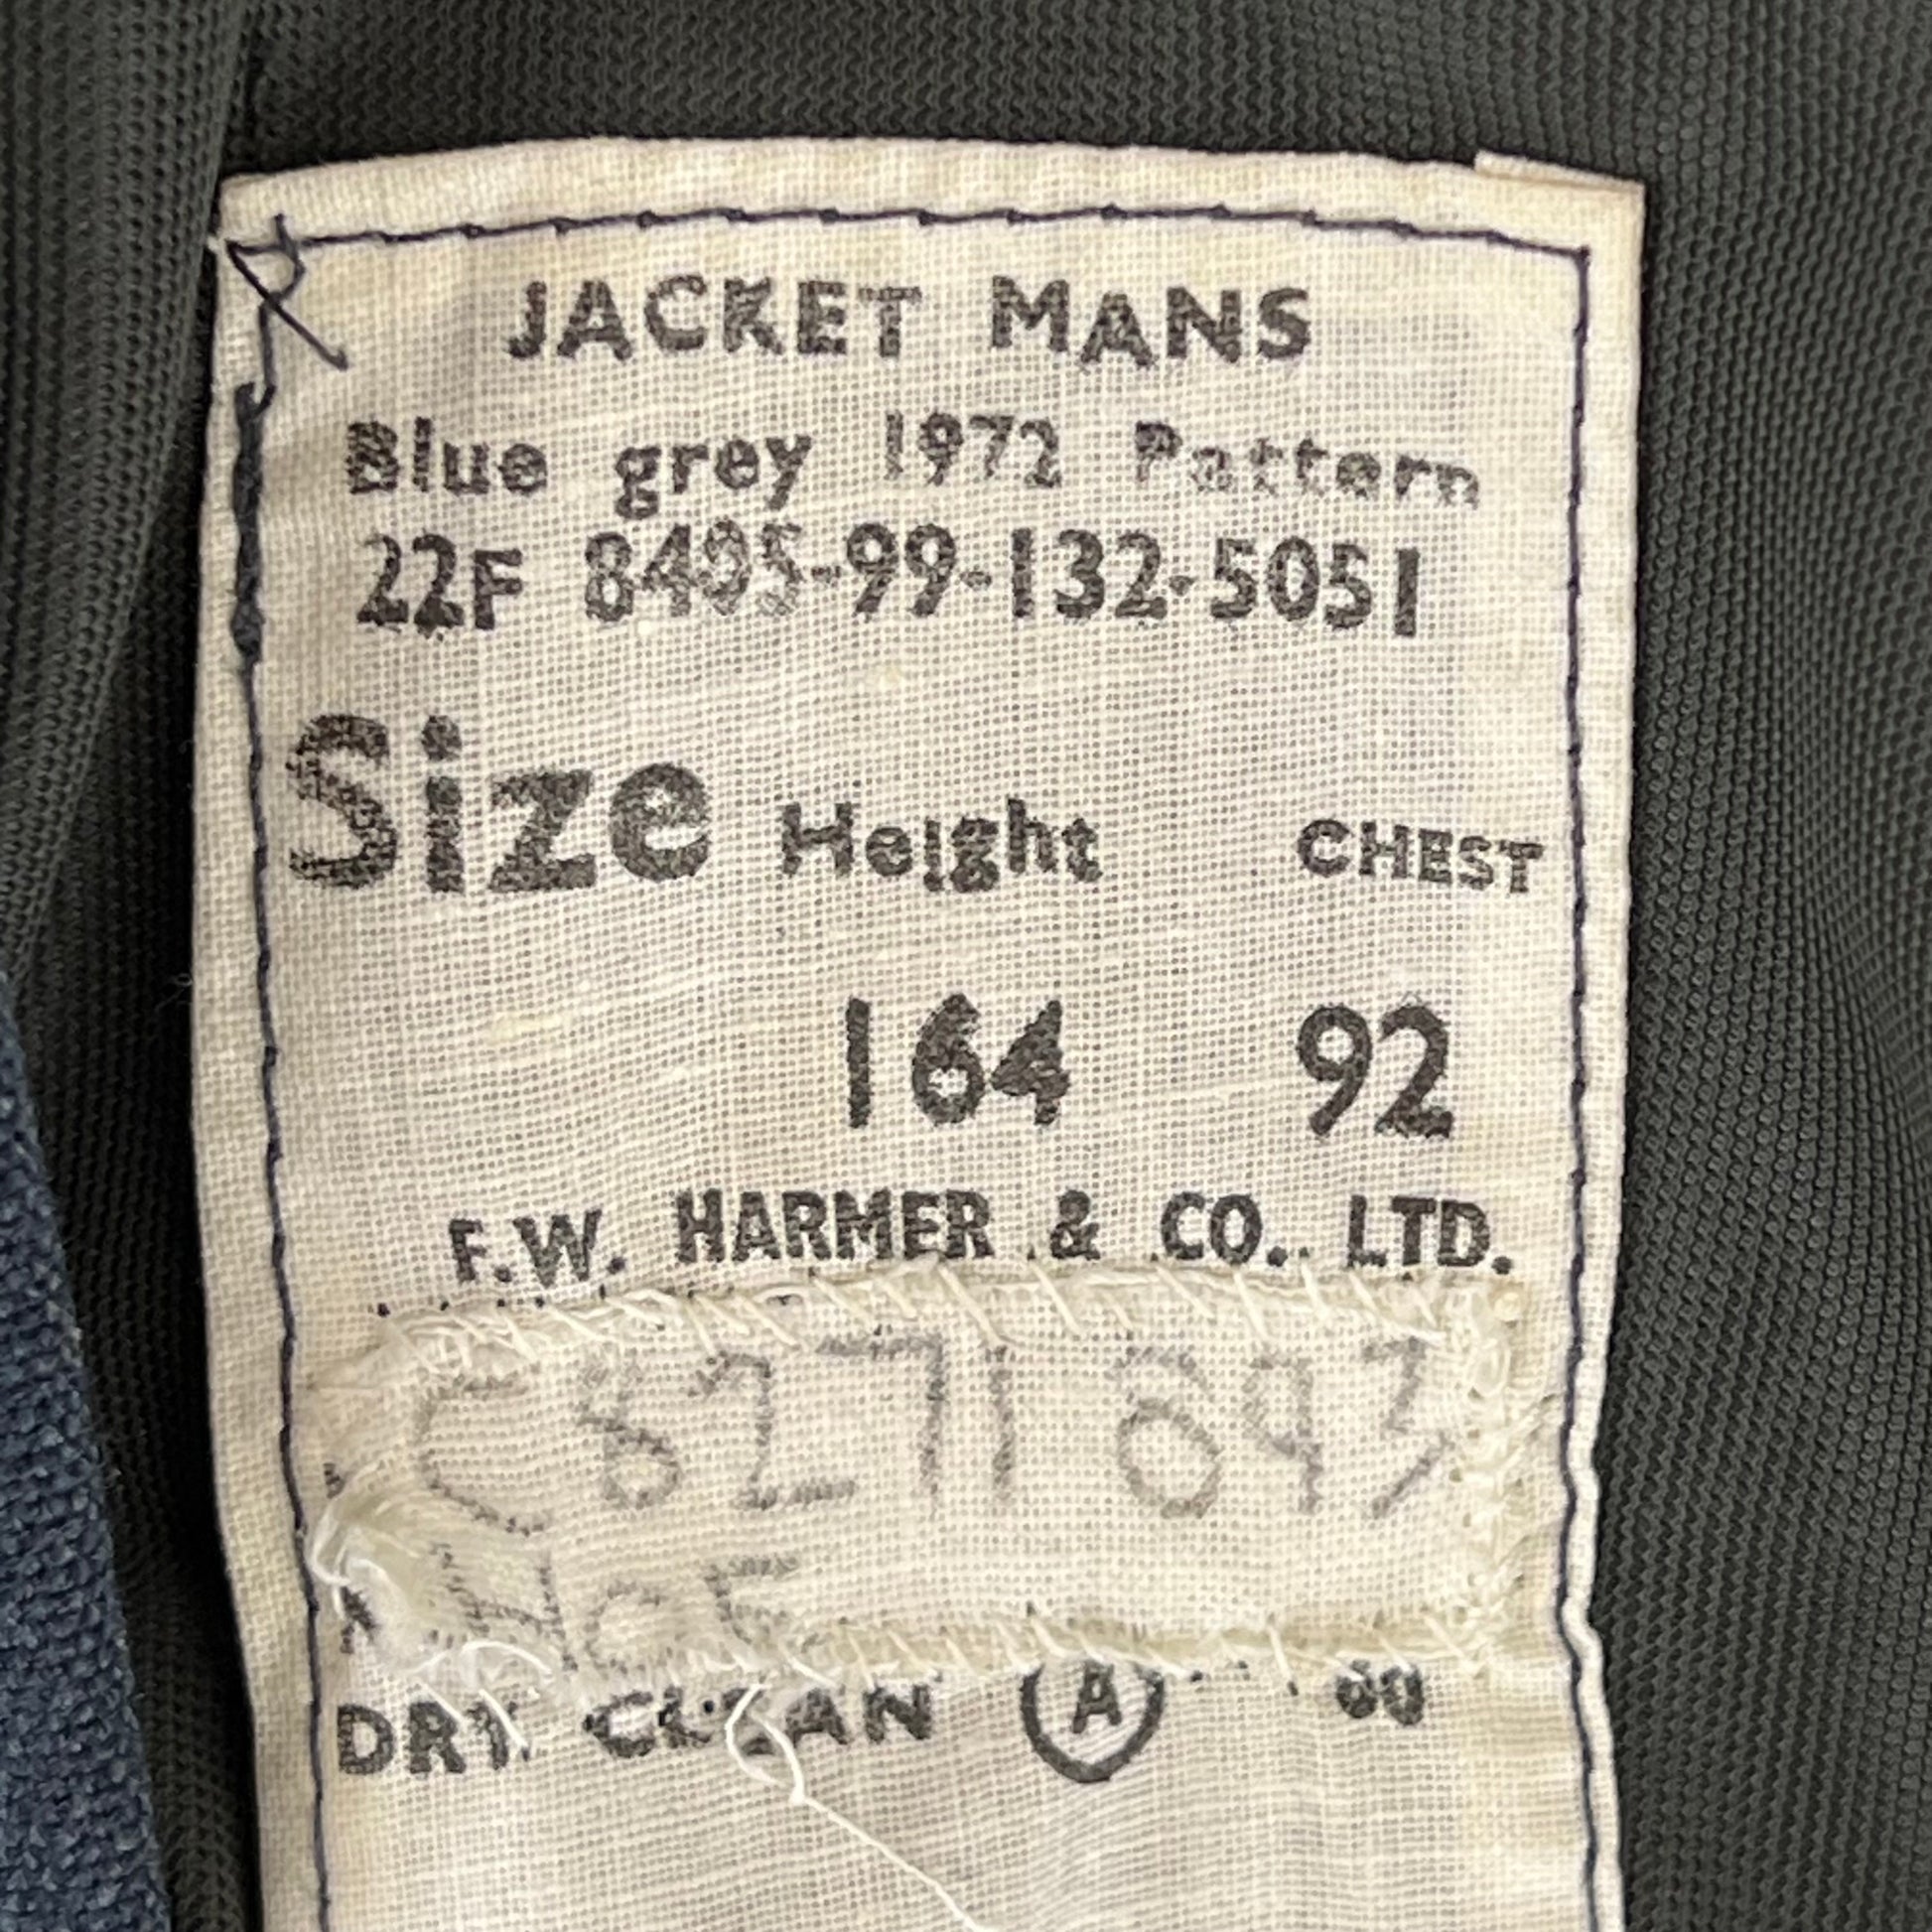 JACKET MANS
Blue grey 1972 Pattern
22F 8405-99-132-5051
Size Height CHEST
164 92
F.W. HARMER & CO. LTD.
C8271643
DRY CLEAN A